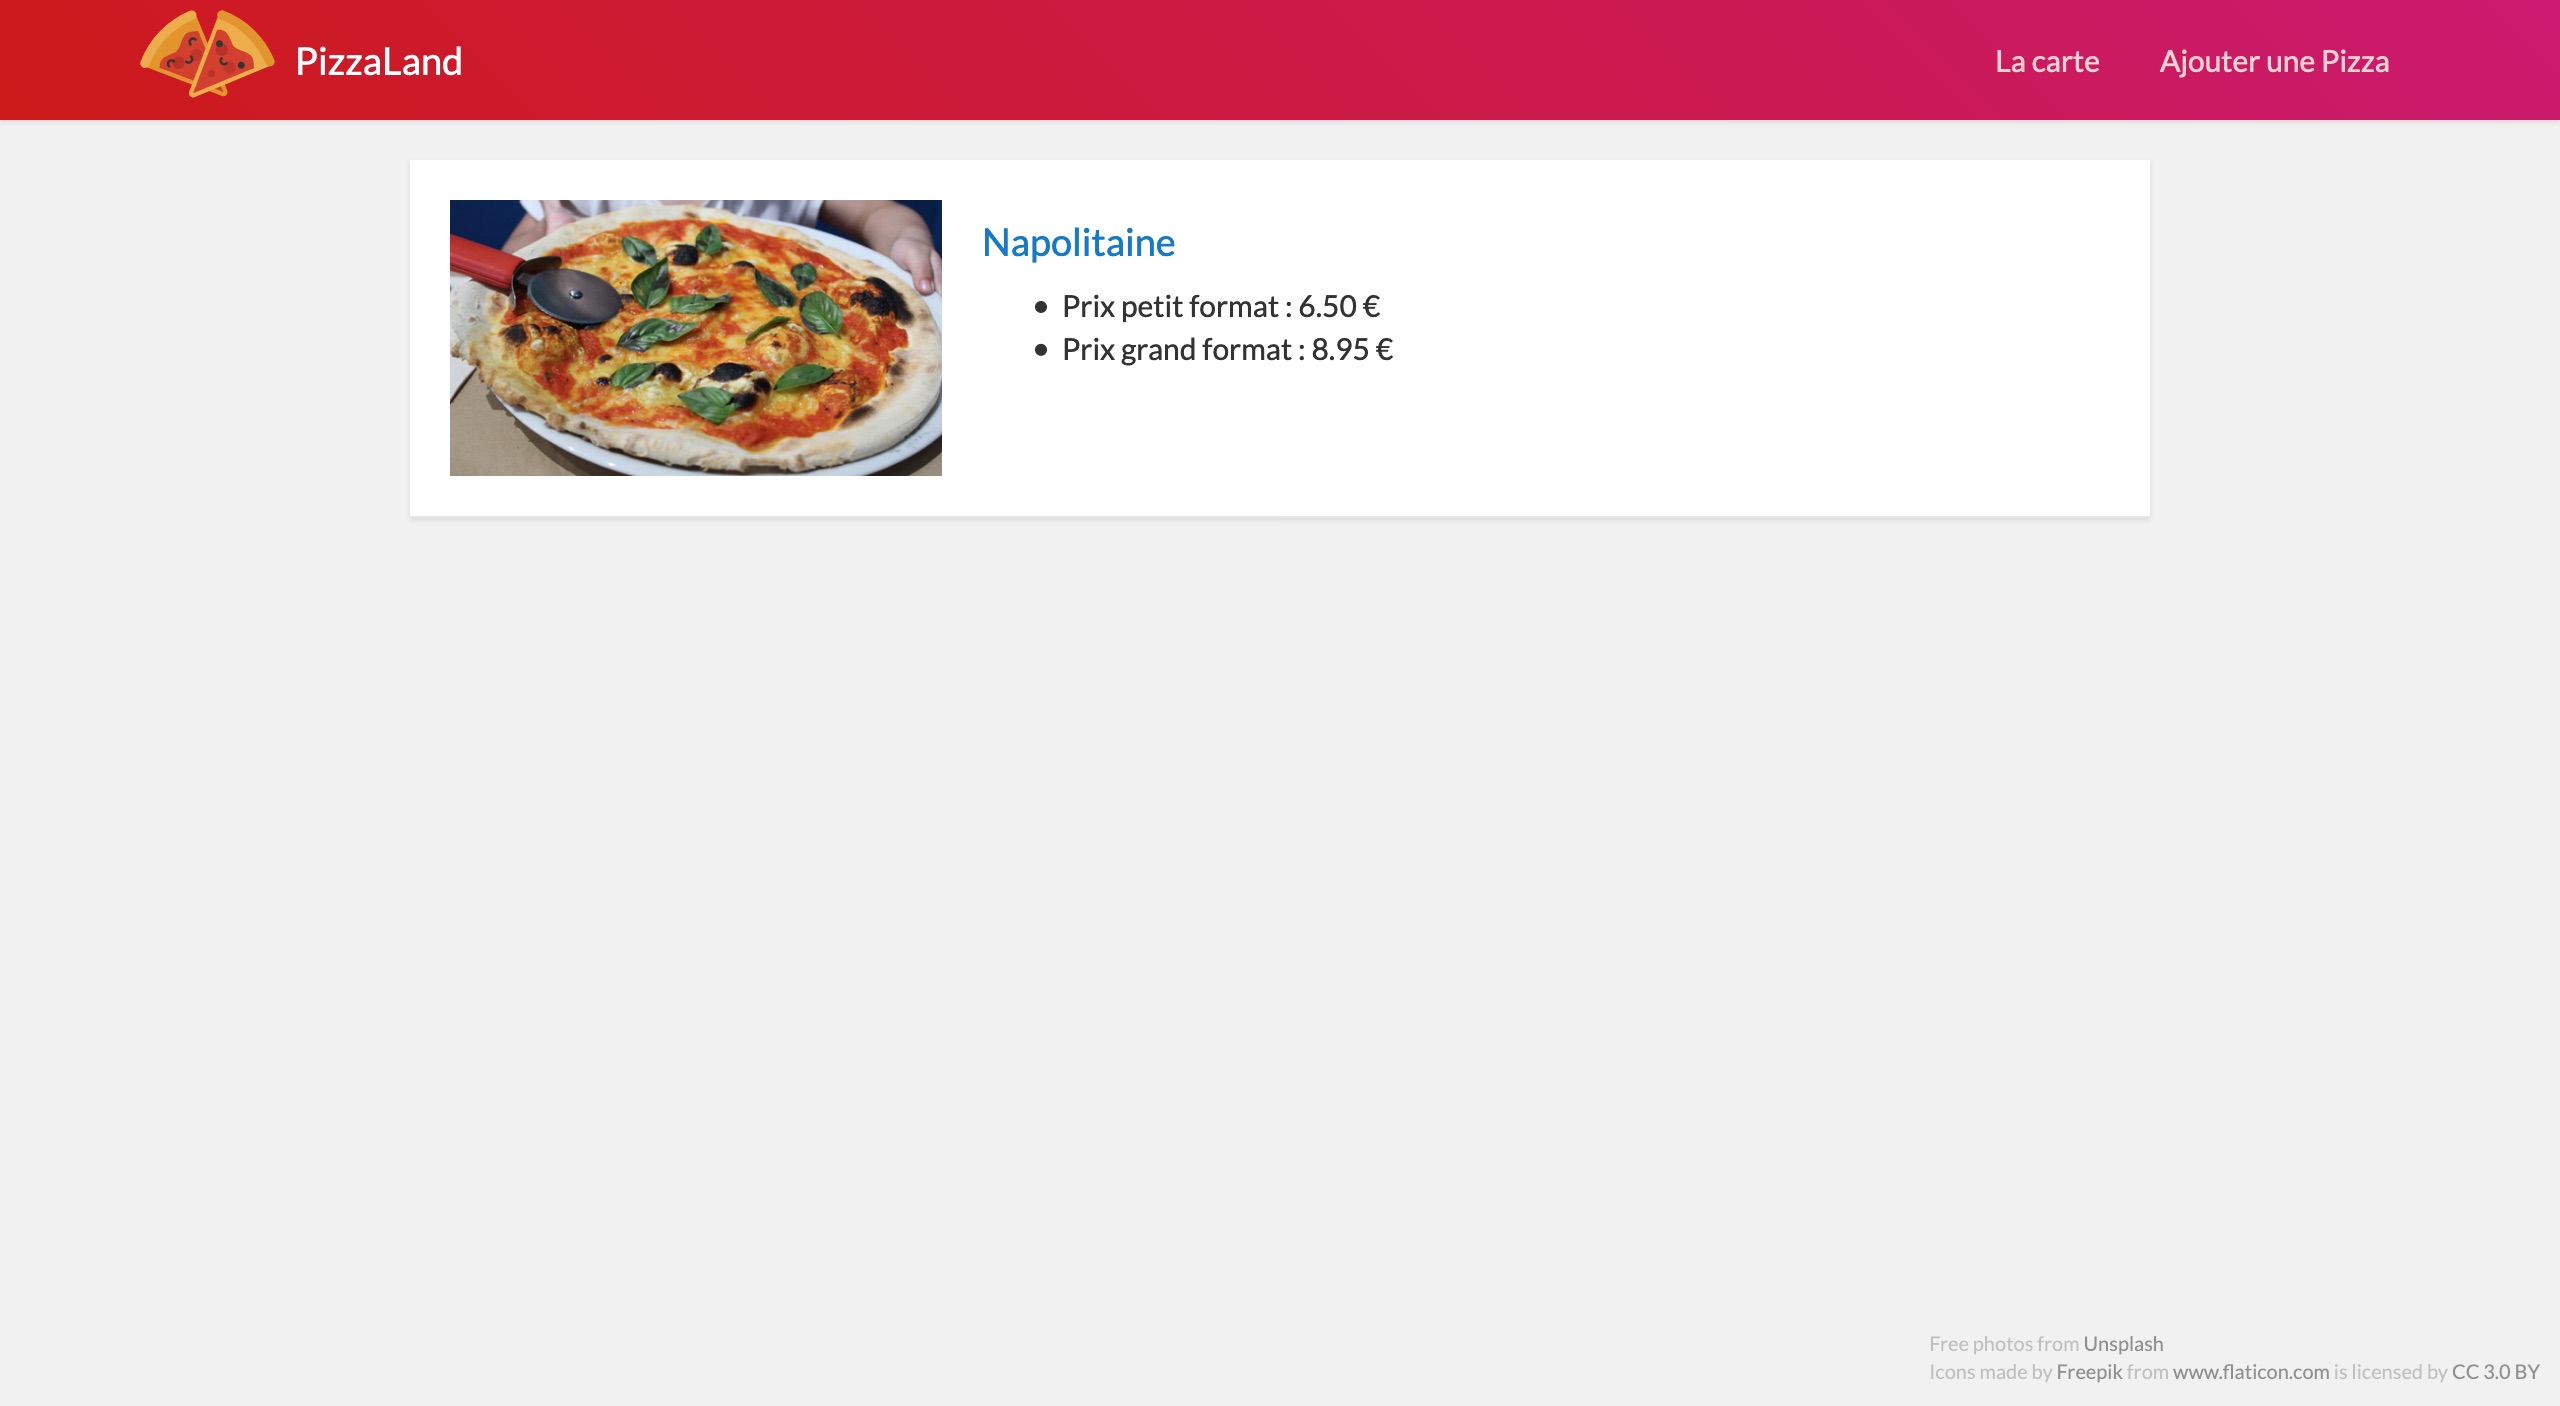 PizzaLand
La carte
Ajouter une Pizza
Napolitaine
Prix petit format : 6.50 €
Prix grand format : 8.95 €
Free photos from Unsplash
Icons made by Freepik from www.flaticon.com is licensed by CC 3.0 BY